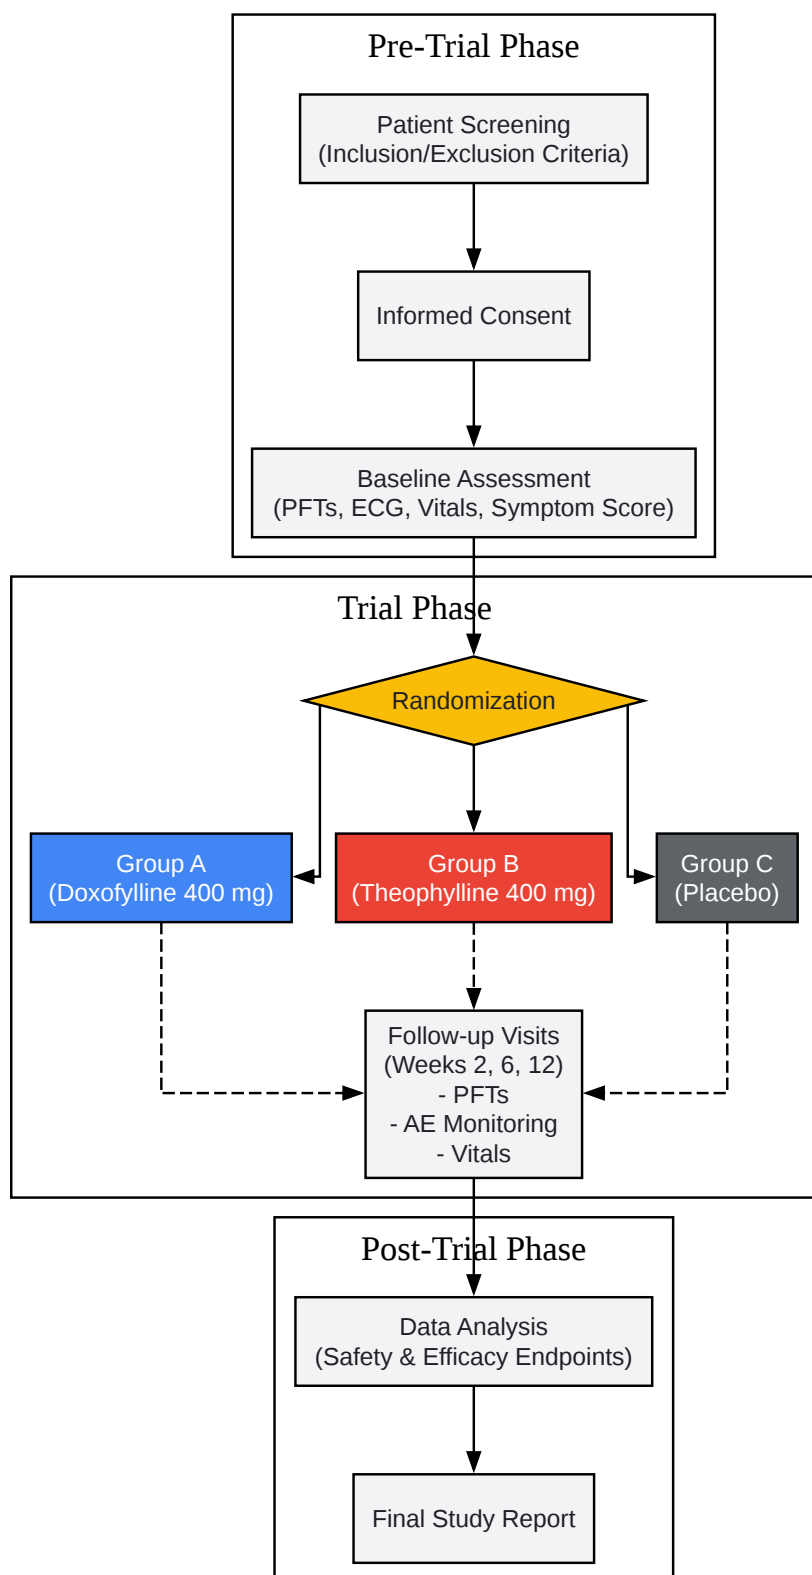 Pre-Trial Phase
Patient Screening
(Inclusion/Exclusion Criteria)
Informed Consent
Baseline Assessment
(PFTs, ECG, Vitals, Symptom Score)
Trial Phase
Randomization
Group A
(Doxofylline 400 mg)
Group B
(Theophylline 400 mg)
Group C
(Placebo)
Follow-up Visits
(Weeks 2, 6, 12)
- PFTs
- AE Monitoring
- Vitals
Post-Trial Phase
Data Analysis
(Safety & Efficacy Endpoints)
Final Study Report